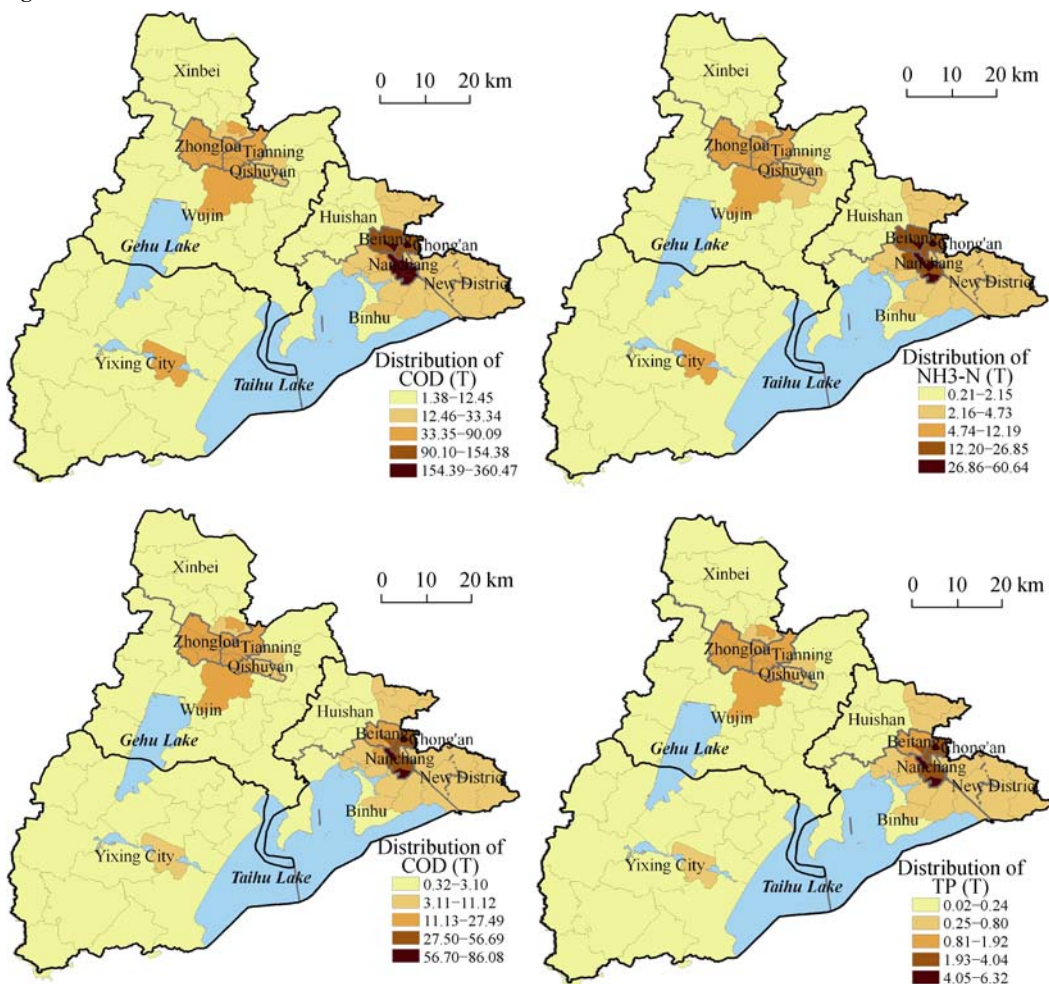 Xinbei
0 10 20 km
Zhonglou
Tianning
Qishuyan
Wujin
Huishan
Gehu Lake
Beitang
Chong'an
Nanchang
New District
Binhu
Yixing City
Taihu Lake
Distribution of
COD (T)
1.38–12.45
12.46–33.34
33.35–90.09
90.10–154.38
154.39–360.47
Xinbei
0 10 20 km
Zhonglou
Tianning
Qishuyan
Wujin
Huishan
Gehu Lake
Beitang
Chong'an
Nanchang
New District
Binhu
Yixing City
Taihu Lake
Distribution of
NH3-N (T)
0.21–2.15
2.16–4.73
4.74–12.19
12.20–26.85
26.86–60.64
Xinbei
0 10 20 km
Zhonglou
Tianning
Qishuyan
Wujin
Huishan
Gehu Lake
Beitang
Chong'an
Nanchang
New District
Binhu
Yixing City
Taihu Lake
Distribution of
COD (T)
0.32–3.10
3.11–11.12
11.13–27.49
27.50–56.69
56.70–86.08
Xinbei
0 10 20 km
Zhonglou
Tianning
Qishuyan
Wujin
Huishan
Gehu Lake
Beitang
Chong'an
Nanchang
New District
Binhu
Yixing City
Taihu Lake
Distribution of
TP (T)
0.02–0.24
0.25–0.80
0.81–1.92
1.93–4.04
4.05–6.32